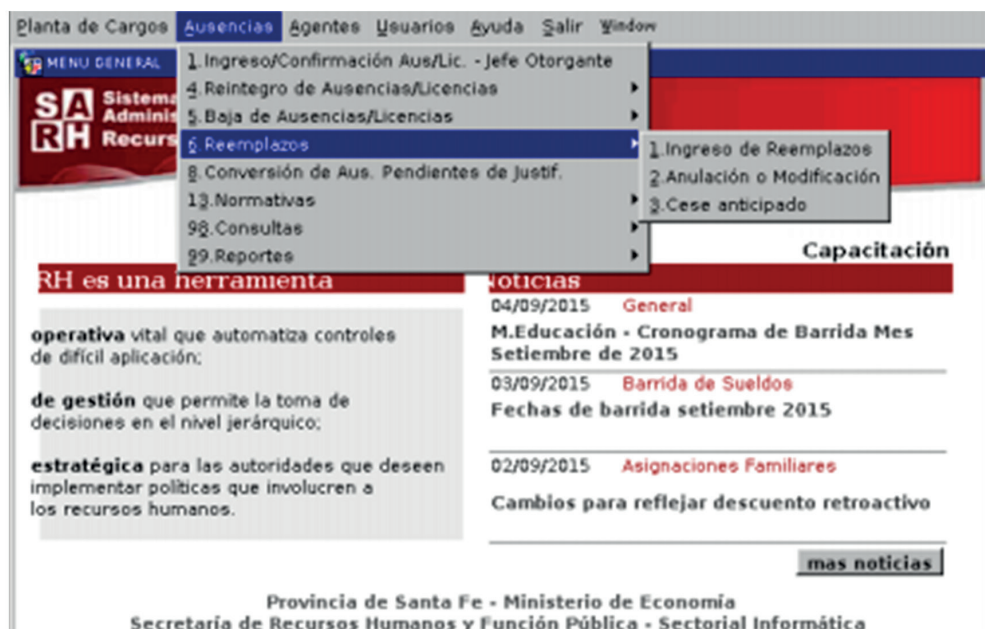 Planta de Cargos Ausencias Agentes Usuarios Ayuda Salir Window
MENU GENERAL
SARH
Sistema
Adminis
Recurs
1.Ingreso/Confirmación Aus/Lic. - Jefe Otorgante
4.Reintegro de Ausencias/Licencias
5.Baja de Ausencias/Licencias
6.Reemplazos
8.Conversión de Aus. Pendientes de Justif.
13.Normativas
98.Consultas
99.Reportes
1.Ingreso de Reemplazos
2.Anulación o Modificación
3.Cese anticipado
Capacitación
RH es una herramienta
operativa vital que automatiza controles
de difícil aplicación;
de gestión que permite la toma de
decisiones en el nivel jerárquico;
estratégica para las autoridades que deseen
implementar políticas que involucren a
los recursos humanos.
Noticias
04/09/2015 General
M.Educación - Cronograma de Barrida Mes
Setiembre de 2015
03/09/2015 Barrida de Sueldos
Fechas de barrida setiembre 2015
02/09/2015 Asignaciones Familiares
Cambios para reflejar descuento retroactivo
mas noticias
Provincia de Santa Fe - Ministerio de Economía
Secretaría de Recursos Humanos y Función Pública - Sectorial Informática